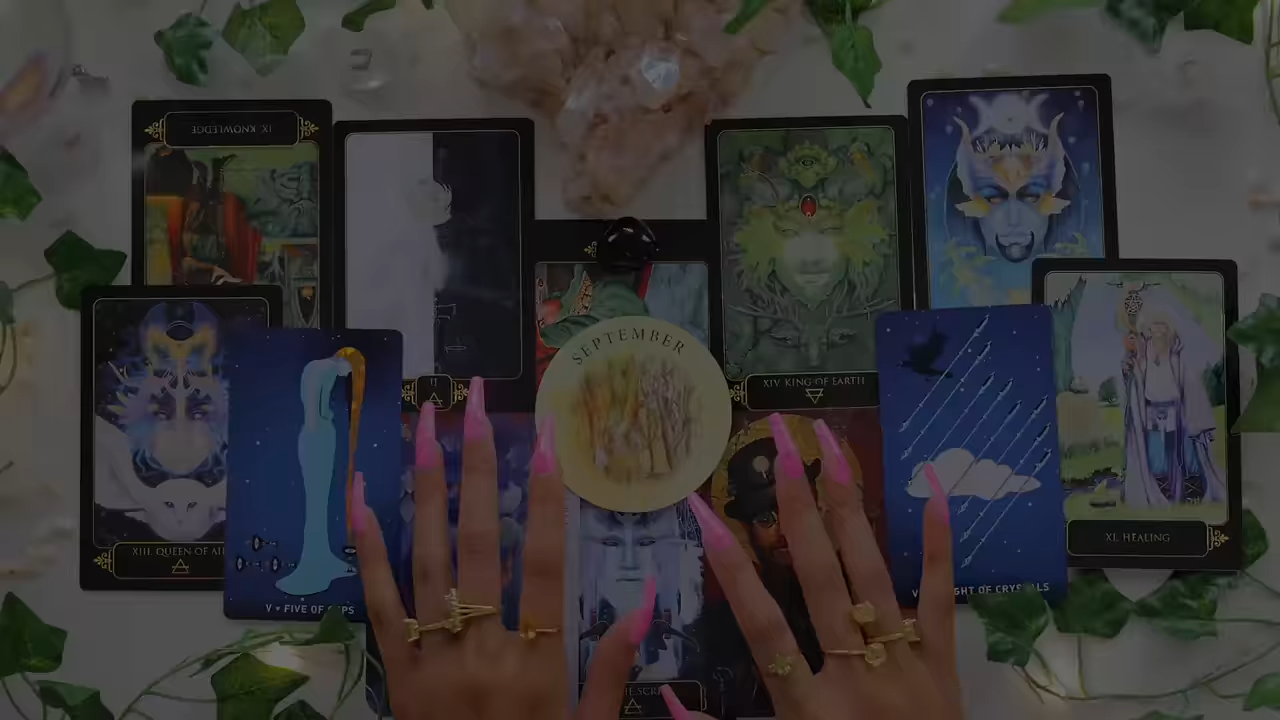 IX KNOWLEDGE
II
SEPTEMBER
XIV KING OF EARTH
XIII QUEEN OF AI
V • FIVE OF CUPS
GHT OF CRYSTALS
XL HEALING